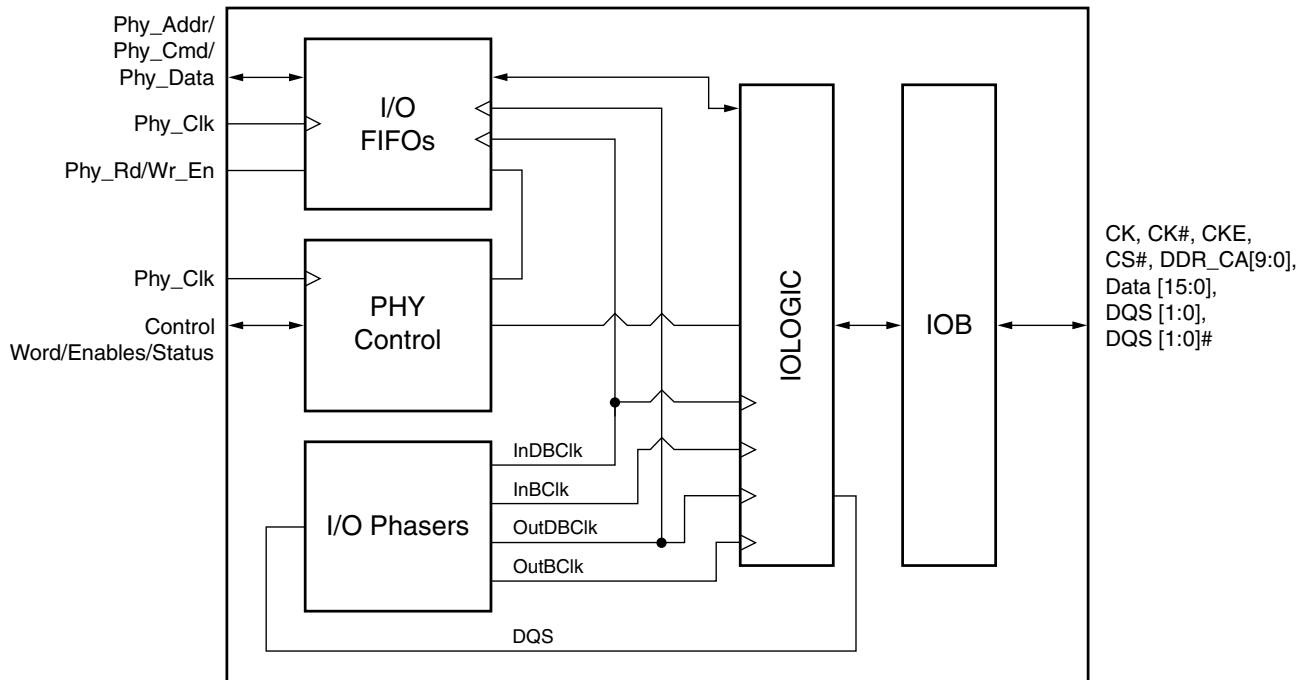 Phy_Addr/
Phy_Cmd/
Phy_Data
Phy_Clk
Phy_Rd/Wr_En
I/O
FIFOs
Phy_Clk
Control
Word/Enables/Status
PHY
Control
I/O Phasers
InDBClk
InBClk
OutDBClk
OutBClk
DQS
IOLOGIC
IOB
CK, CK#, CKE,
CS#, DDR_CA[9:0],
Data [15:0],
DQS [1:0],
DQS [1:0]#